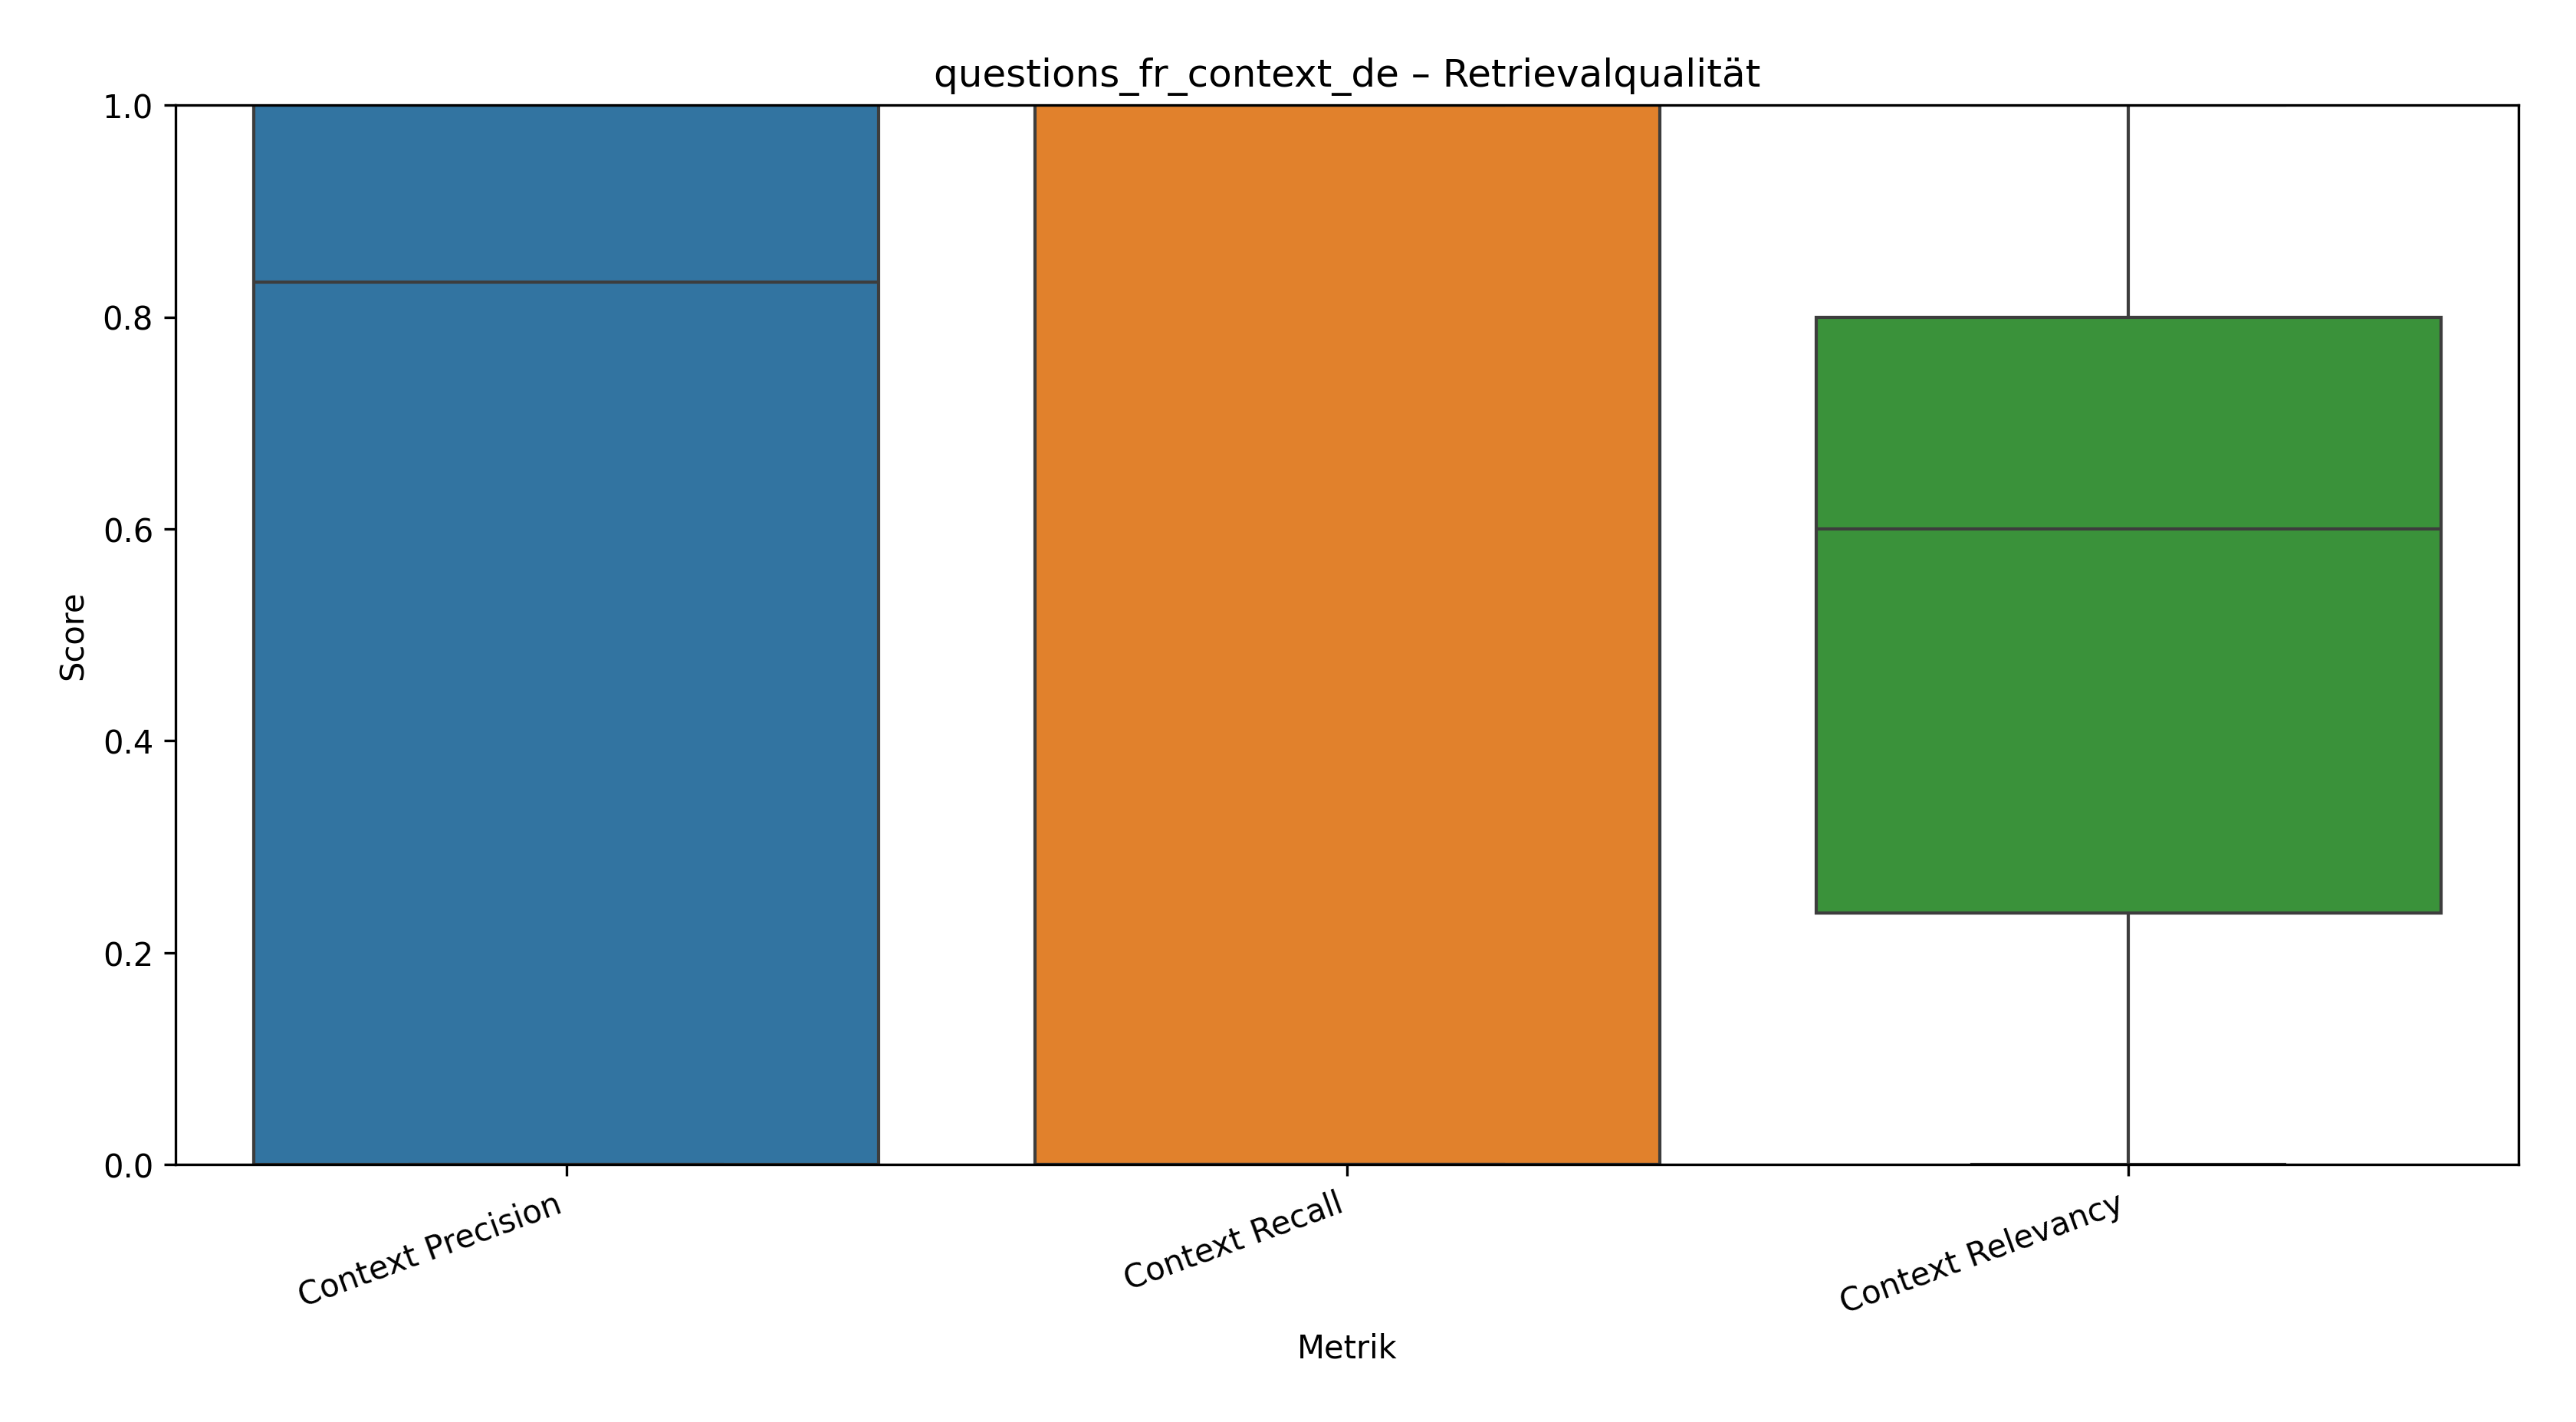 questions_fr_context_de – Retrievalqualität
1.0
0.8
0.6
0.4
0.2
0.0
Score
Context Precision
Context Recall
Context Relevancy
Metrik